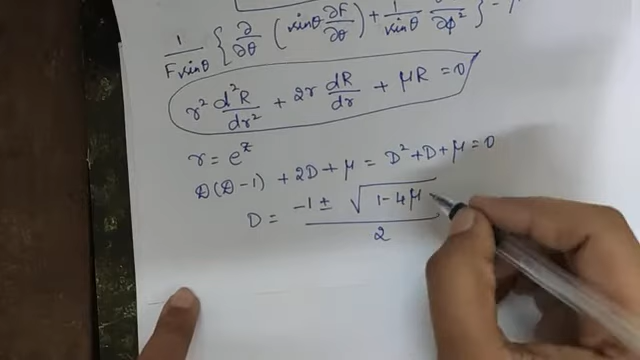 1/(F sinθ) { ∂/∂θ (sinθ ∂F/∂θ) + 1/sinθ ∂²/∂ϕ² } -
r² d²R/dr² + 2r dR/dr + μR = 0
r = e^z
D(D-1) + 2D + μ = D² + D + μ = 0
D = (-1 ± √(1-4μ))/2